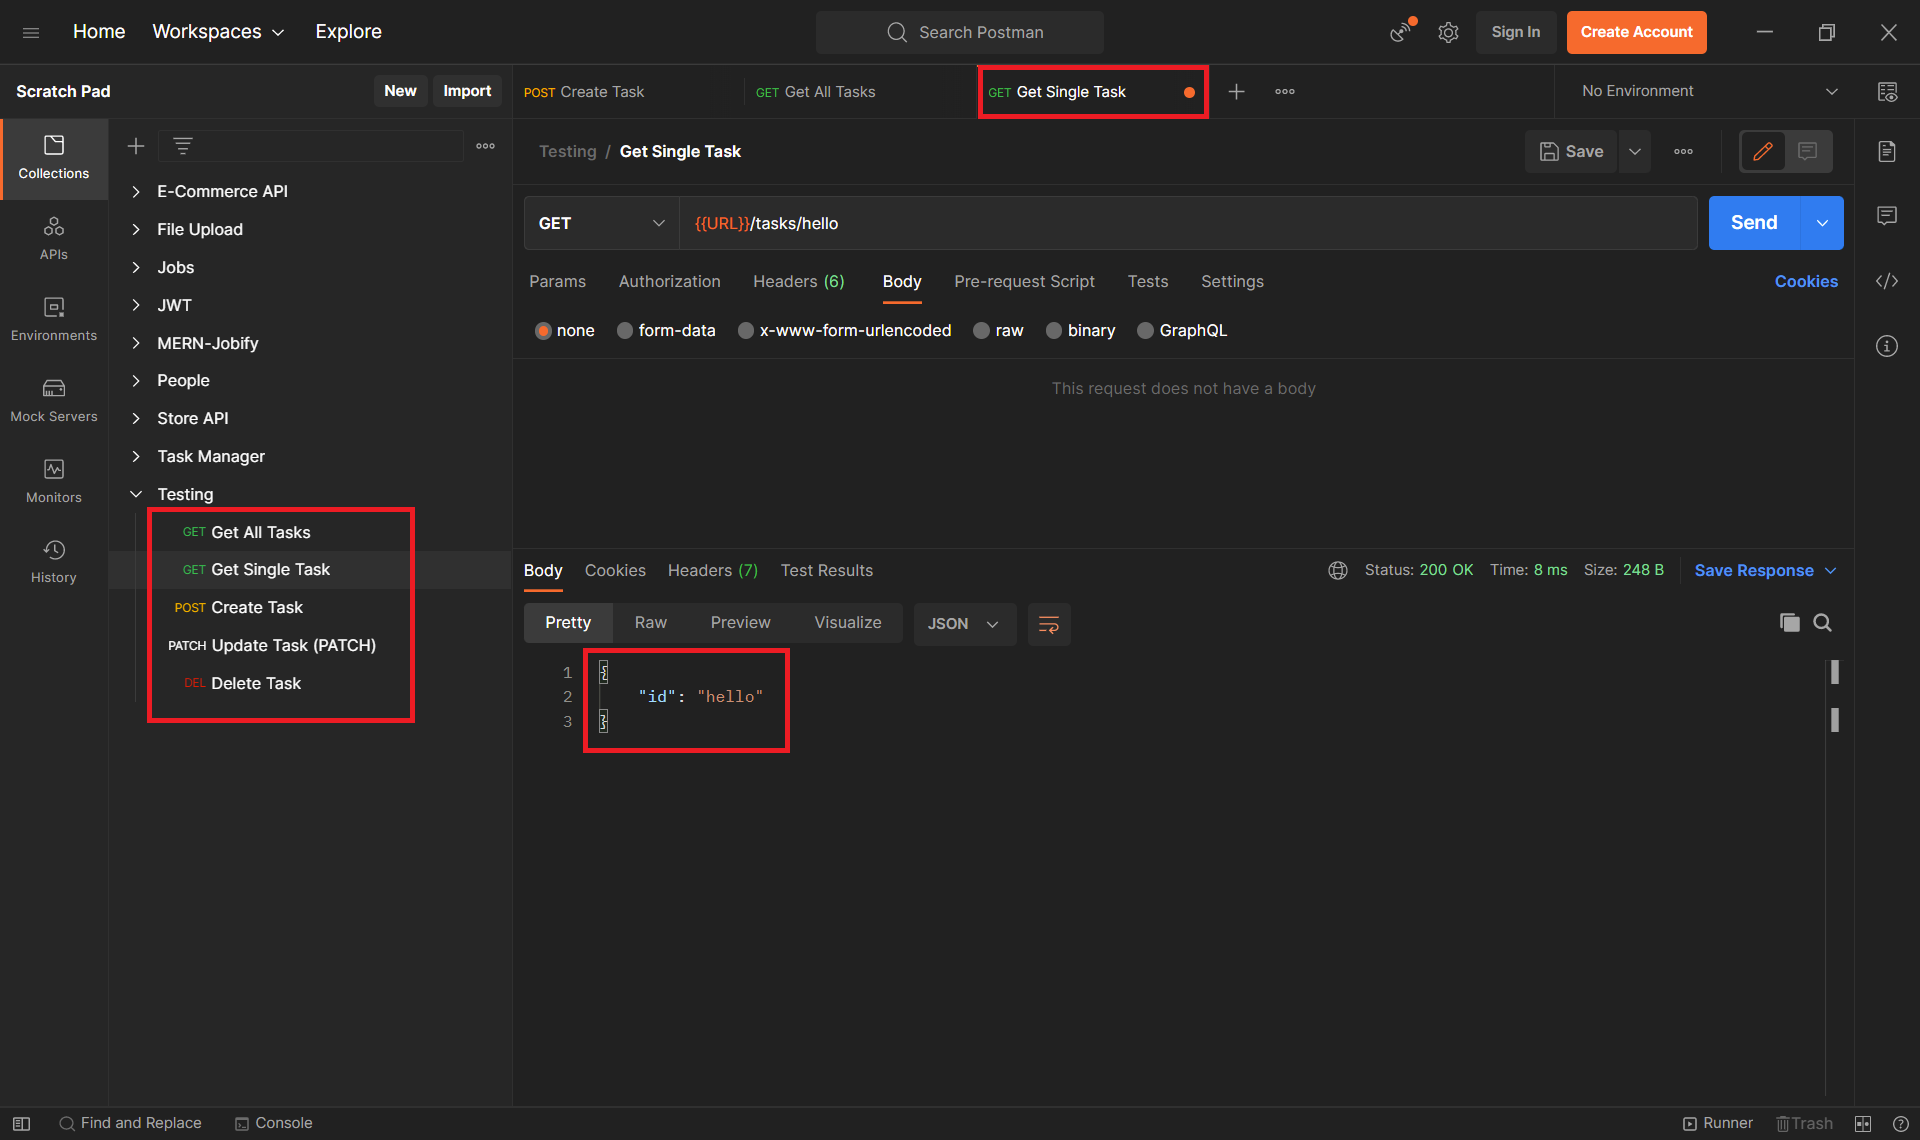 Home Workspaces Explore
Search Postman
Sign In Create Account
Scratch Pad New Import
POST Create Task GET Get All Tasks GET Get Single Task
No Environment
Collections
APIs
Environments
Mock Servers
Monitors
History
E-Commerce API
File Upload
Jobs
JWT
MERN-Jobify
People
Store API
Task Manager
Testing
GET Get All Tasks
GET Get Single Task
POST Create Task
PATCH Update Task (PATCH)
DEL Delete Task
Testing / Get Single Task
Save
GET {{URL}}/tasks/hello Send
Params Authorization Headers (6) Body Pre-request Script Tests Settings Cookies
none form-data x-www-form-urlencoded raw binary GraphQL
This request does not have a body
Body Cookies Headers (7) Test Results Status: 200 OK Time: 8 ms Size: 248 B Save Response
Pretty Raw Preview Visualize JSON
1 {
2 "id": "hello"
3 }
Find and Replace Console Runner Trash